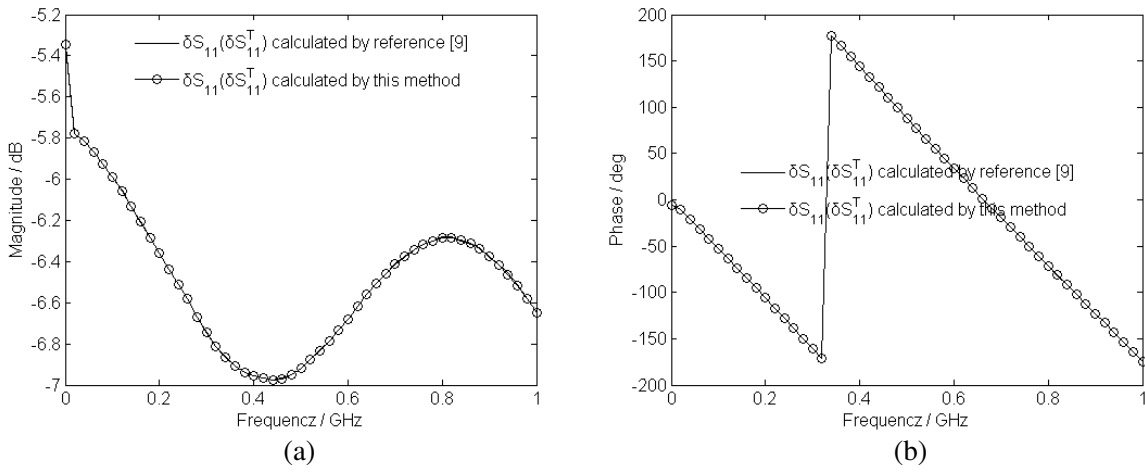 -5.2
-5.4
-5.6
-5.8
-6
-6.2
-6.4
-6.6
-6.8
-7
Magnitude / dB
δS₁₁(δS₁₁ᵀ) calculated by reference [9]
δS₁₁(δS₁₁ᵀ) calculated by this method
0 0.2 0.4 0.6 0.8 1
Frequencz / GHz
(a)
200
150
100
50
0
-50
-100
-150
-200
Phase / deg
δS₁₁(δS₁₁ᵀ) calculated by reference [9]
δS₁₁(δS₁₁ᵀ) calculated by this method
0 0.2 0.4 0.6 0.8 1
Frequencz / GHz
(b)